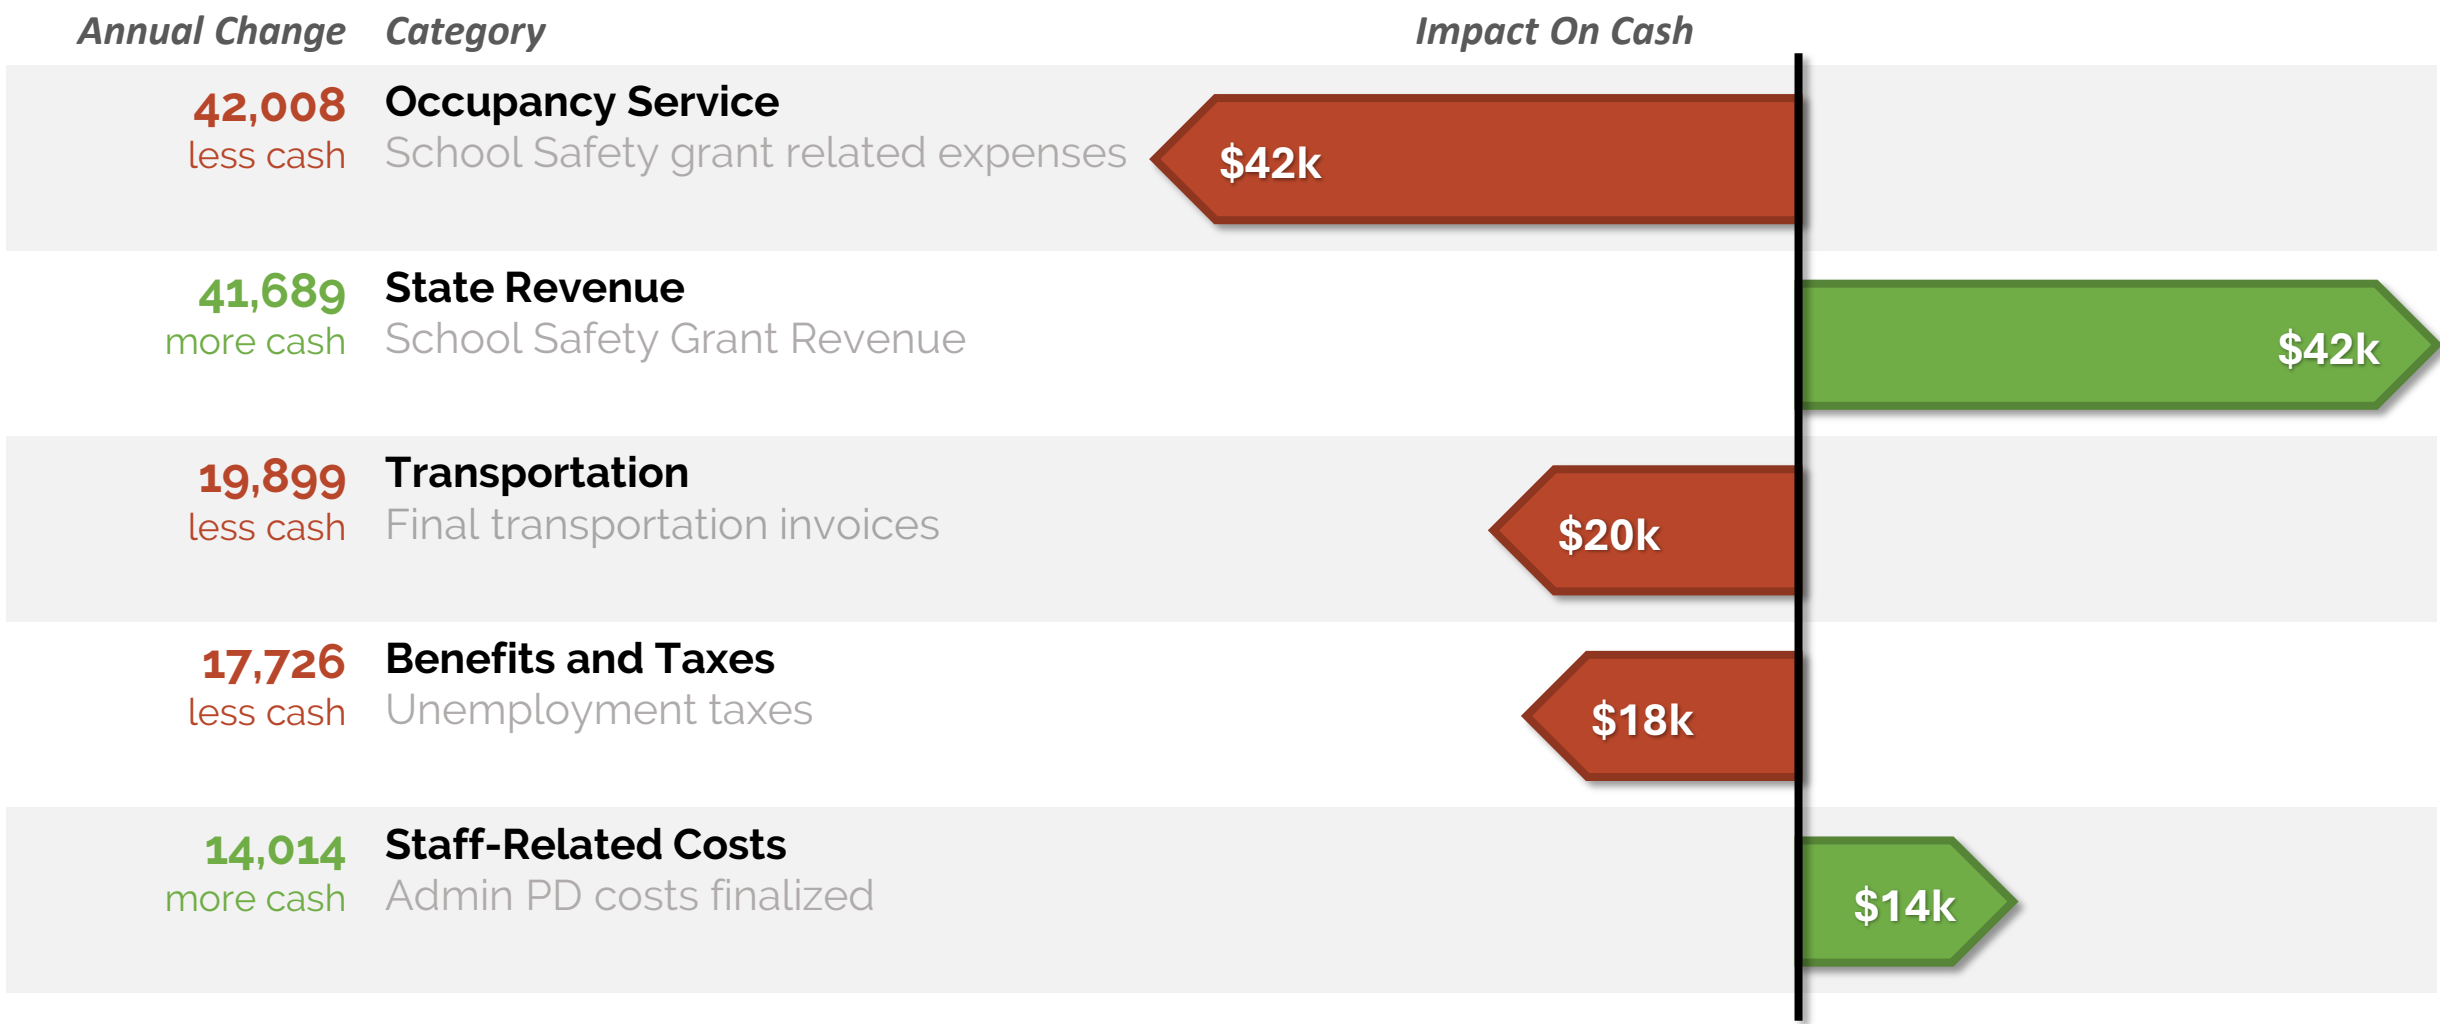 Annual Change Category Impact On Cash
42,008 Occupancy Service
less cash School Safety grant related expenses
$42k
41,689 State Revenue
more cash School Safety Grant Revenue
$42k
19,899 Transportation
less cash Final transportation invoices
$20k
17,726 Benefits and Taxes
less cash Unemployment taxes
$18k
14,014 Staff-Related Costs
more cash Admin PD costs finalized
$14k